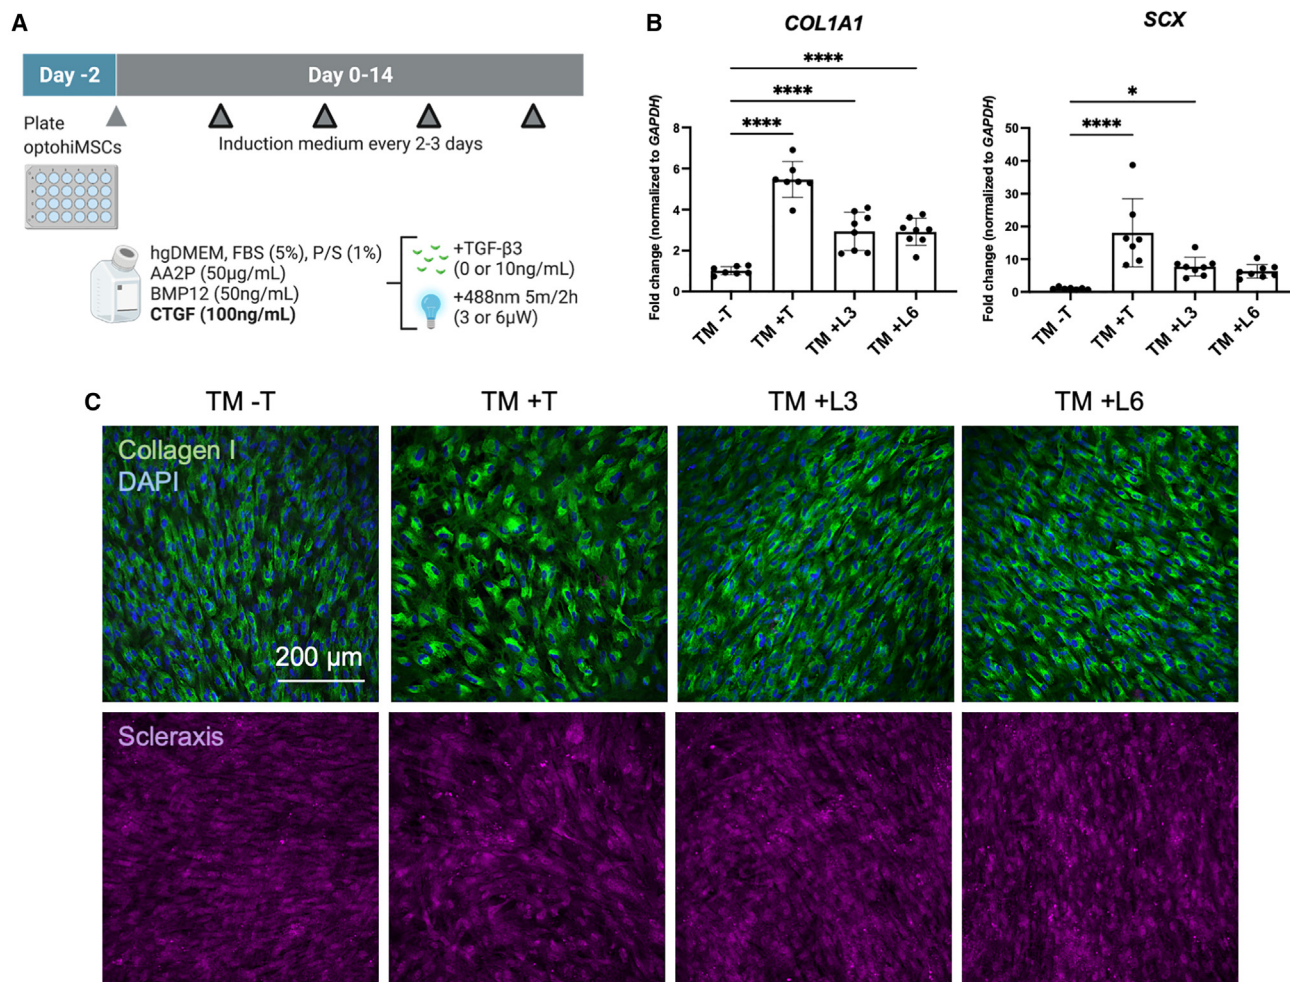 A
Day -2
Day 0-14
Plate
optohiMSCs
Induction medium every 2-3 days
hgDMEM, FBS (5%), P/S (1%)
AA2P (50µg/mL)
BMP12 (50ng/mL)
CTGF (100ng/mL)
+TGF-β3
(0 or 10ng/mL)
+488nm 5m/2h
(3 or 6µW)
B
COL1A1
****
****
****
Fold change (normalized to GAPDH)
8
6
4
2
0
TM -T
TM +T
TM +L3
TM +L6
SCX
*
****
Fold change (normalized to GAPDH)
50
40
30
20
10
0
TM -T
TM +T
TM +L3
TM +L6
C
TM -T
TM +T
TM +L3
TM +L6
Collagen I
DAPI
200 µm
Scleraxis